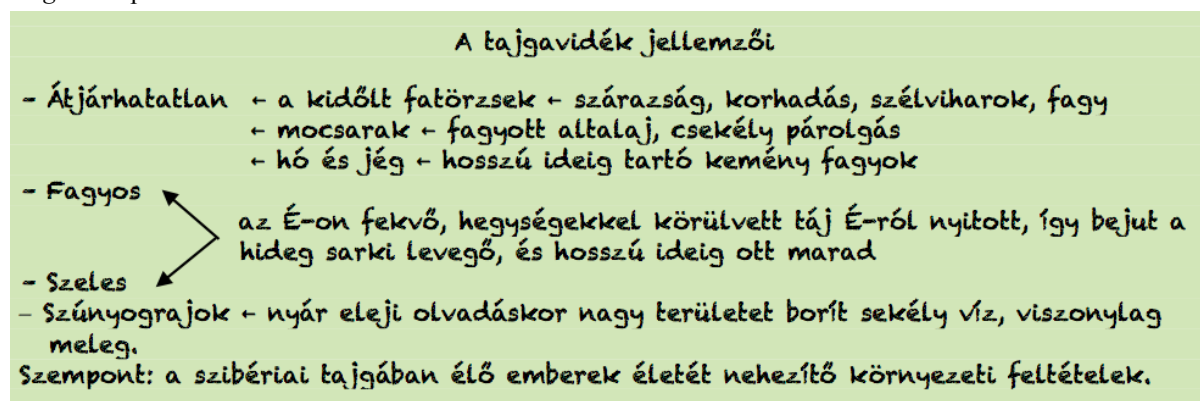 A tajgavidék jellemzői
- Átjárhatatlan ← a kidőlt fatörzsek ← szárazság, korhadás, szélviharok, fagy
← mocsarak ← fagyott altalaj, csekély párolgás
← hó és jég ← hosszú ideig tartó kemény fagyok
- Fagyos
az É-on fekvő, hegységekkel körülvett táj É-ról nyitott, így bejut a
hideg sarki levegő, és hosszú ideig ott marad
- Szeles
- Szúnyograjok ← nyár eleji olvadáskor nagy területet borít sekély víz, viszonylag
meleg.
Szempont: a szibériai tajgában élő emberek életét nehezítő környezeti feltételek.